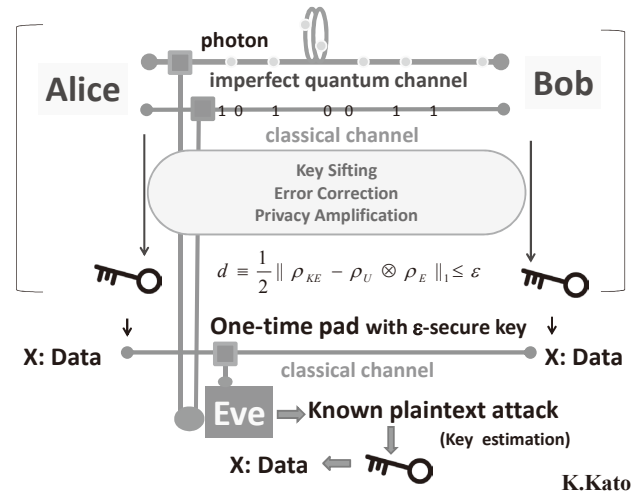 photon
imperfect quantum channel
Alice
Bob
1 0 1 0 0 1 1
classical channel
Key Sifting
Error Correction
Privacy Amplification
d ≡ 1/2 ‖ ρ_KE − ρ_U ⊗ ρ_E ‖₁ ≤ ε
One-time pad with ε-secure key
X: Data
X: Data
classical channel
Eve
Known plaintext attack
(Key estimation)
X: Data
K.Kato